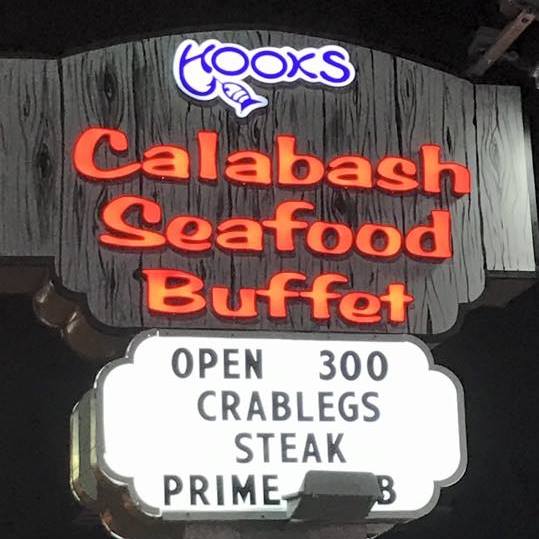 HOOKS
Calabash
Seafood
Buffet
OPEN 300
CRABLEGS
STEAK
PRIME